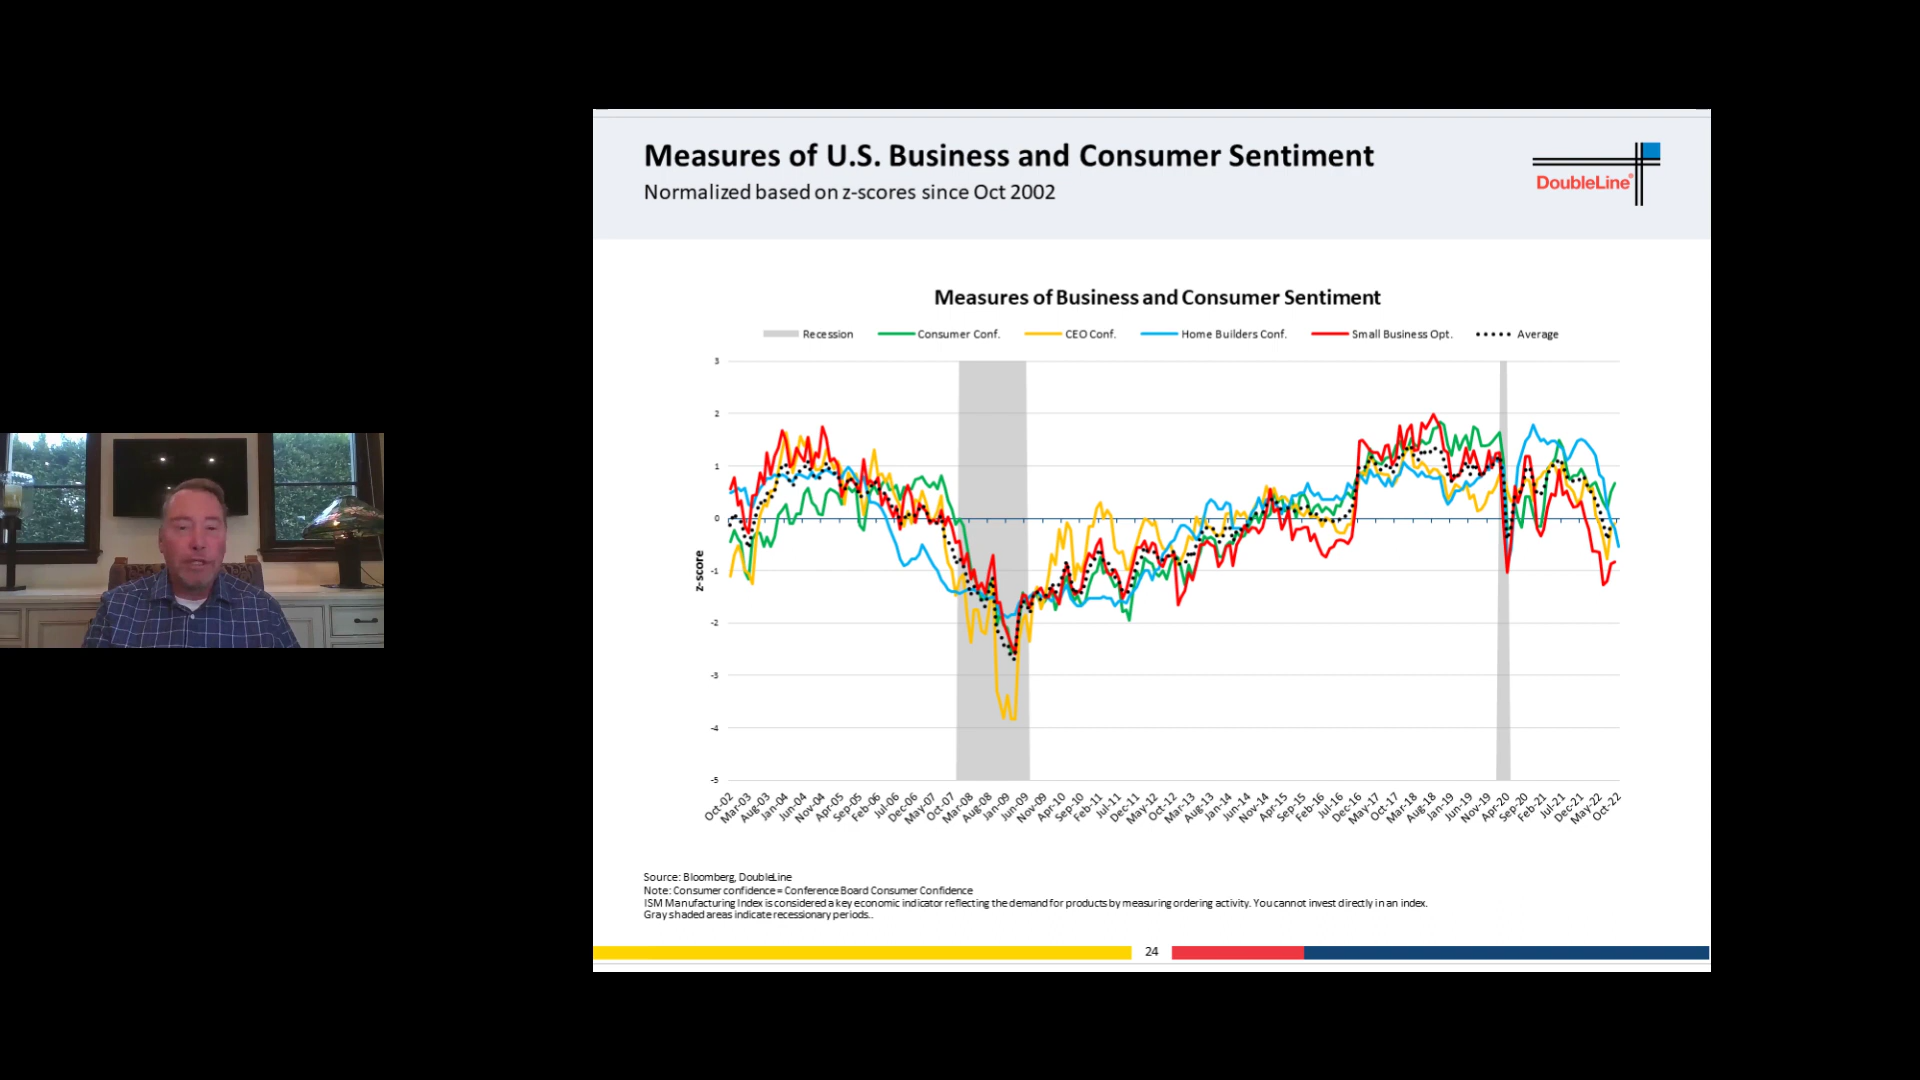 Measures of U.S. Business and Consumer Sentiment
Normalized based on z-scores since Oct 2002
DoubleLine®
Measures of Business and Consumer Sentiment
Recession Consumer Conf. CEO Conf. Home Builders Conf. Small Business Opt. Average
3
2
1
0
-1
-2
-3
-4
-5
z-score
Oct-02 Mar-03 Aug-03 Jan-04 Jun-04 Nov-04 Apr-05 Sep-05 Feb-06 Jul-06 Dec-06 May-07 Oct-07 Mar-08 Aug-08 Jan-09 Jun-09 Nov-09 Apr-10 Sep-10 Feb-11 Jul-11 Dec-11 May-12 Oct-12 Mar-13 Aug-13 Jan-14 Jun-14 Nov-14 Apr-15 Sep-15 Feb-16 Jul-16 Dec-16 May-17 Oct-17 Mar-18 Aug-18 Jan-19 Jun-19 Nov-19 Apr-20 Sep-20 Feb-21 Jul-21 Dec-21 May-22 Oct-22
Source: Bloomberg, DoubleLine
Note: Consumer confidence = Conference Board Consumer Confidence
ISM Manufacturing Index is considered a key economic indicator reflecting the demand for products by measuring ordering activity. You cannot invest directly in an index.
Gray shaded areas indicate recessionary periods..
24